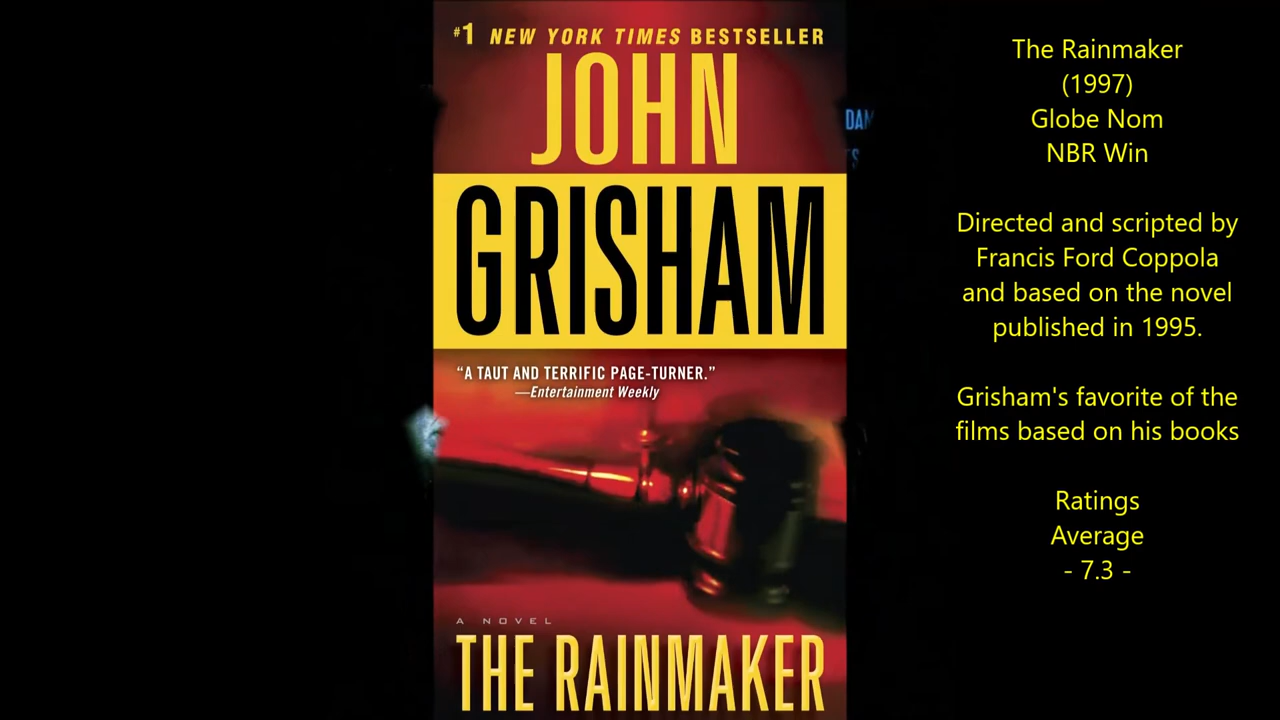 #1 NEW YORK TIMES BESTSELLER
JOHN
GRISHAM
“A TAUT AND TERRIFIC PAGE-TURNER.”
—Entertainment Weekly
A NOVEL
THE RAINMAKER
The Rainmaker
(1997)
Globe Nom
NBR Win
Directed and scripted by
Francis Ford Coppola
and based on the novel
published in 1995.
Grisham's favorite of the
films based on his books
Ratings
Average
- 7.3 -